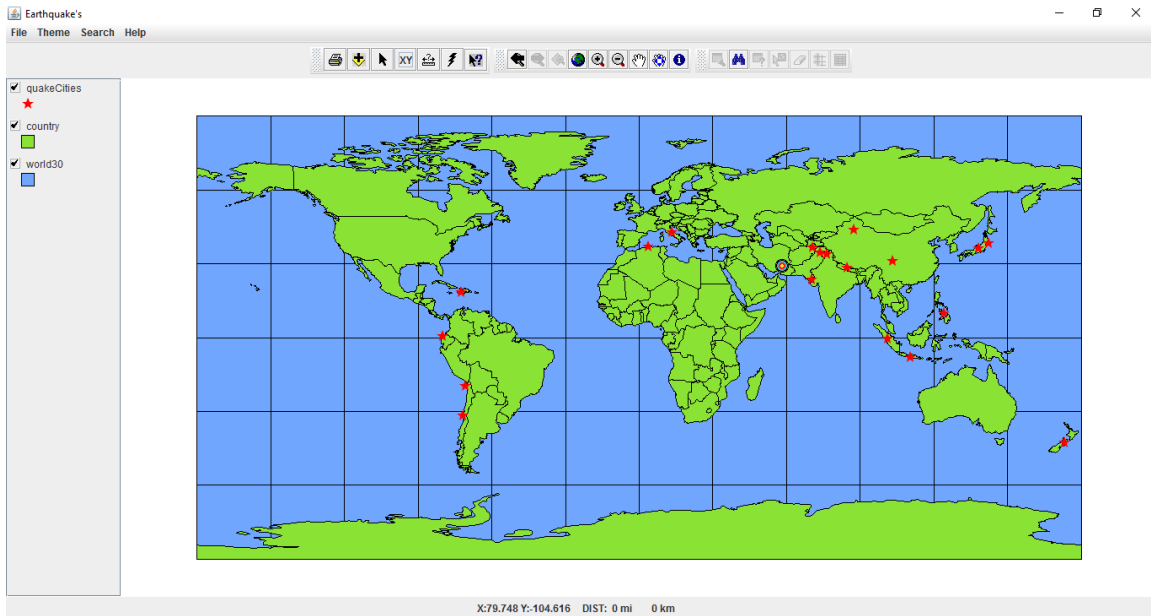 Earthquake's
File Theme Search Help
XY
quakeCities
country
world30
X:79.748 Y:-104.616 DIST: 0 mi 0 km